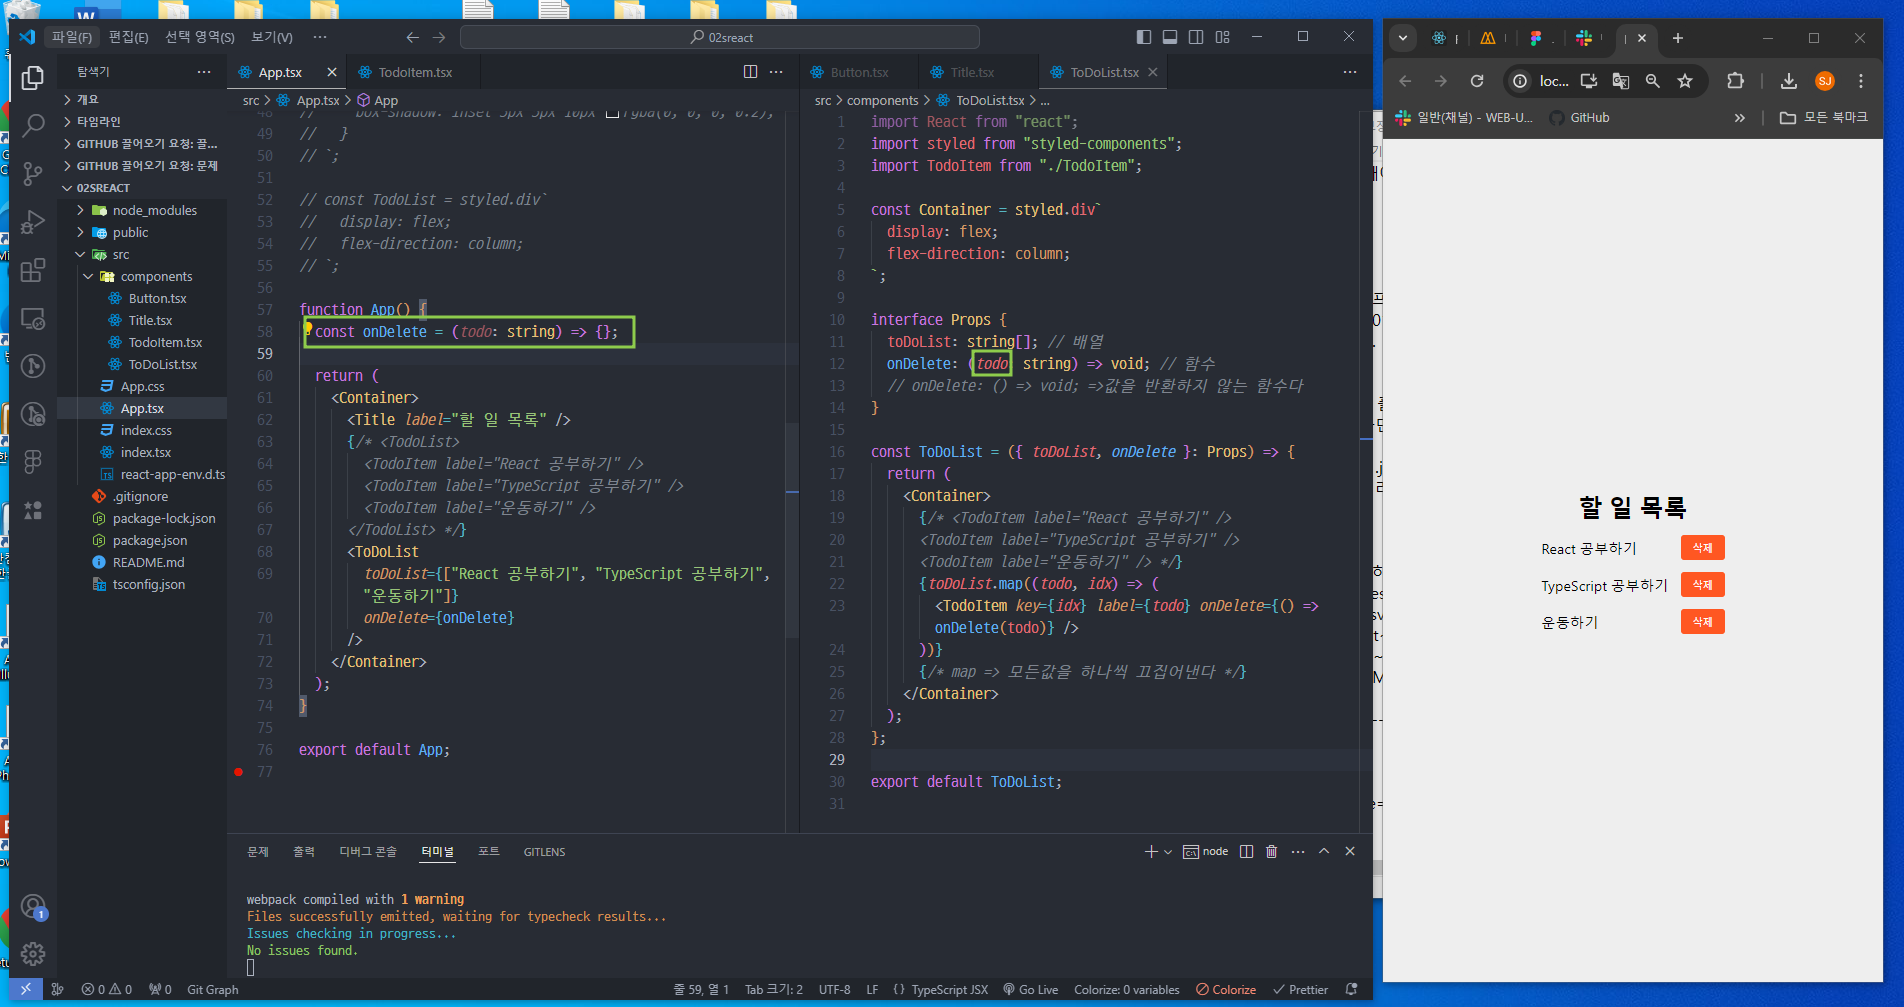 파일(F) 편집(E) 선택 영역(S) 보기(V) ··· 02sreact
탐색기
개요
타임라인
GITHUB 끌어오기 요청: 끌...
GITHUB 끌어오기 요청: 문제
02SREACT
node_modules
public
src
components
Button.tsx
Title.tsx
TodoItem.tsx
ToDoList.tsx
App.css
App.tsx
index.css
index.tsx
react-app-env.d.ts
.gitignore
package-lock.json
package.json
README.md
tsconfig.json
App.tsx TodoItem.tsx
src > App.tsx > App
48 // box-shadow: inset 5px 5px 10px rgba(0, 0, 0, 0.2);
49 // }
50 // `;
51
52 // const TodoList = styled.div`
53 // display: flex;
54 // flex-direction: column;
55 // `;
56
57 function App() {
58 const onDelete = (todo: string) => {};
59
60 return (
61 <Container>
62 <Title label="할 일 목록" />
63 {/* <TodoList>
64 <TodoItem label="React 공부하기" />
65 <TodoItem label="TypeScript 공부하기" />
66 <TodoItem label="운동하기" />
67 </TodoList> */}
68 <ToDoList
69 toDoList={["React 공부하기", "TypeScript 공부하기",
"운동하기"]}
70 onDelete={onDelete}
71 />
72 </Container>
73 );
74 }
75
76 export default App;
77
Button.tsx Title.tsx ToDoList.tsx
src > components > ToDoList.tsx > ...
1 import React from "react";
2 import styled from "styled-components";
3 import TodoItem from "./TodoItem";
4
5 const Container = styled.div`
6 display: flex;
7 flex-direction: column;
8 `;
9
10 interface Props {
11 toDoList: string[]; // 배열
12 onDelete: (todo: string) => void; // 함수
13 // onDelete: () => void; =>값을 반환하지 않는 함수다
14 }
15
16 const ToDoList = ({ toDoList, onDelete }: Props) => {
17 return (
18 <Container>
19 {/* <TodoItem label="React 공부하기" />
20 <TodoItem label="TypeScript 공부하기" />
21 <TodoItem label="운동하기" /> */}
22 {toDoList.map((todo, idx) => (
23 <TodoItem key={idx} label={todo} onDelete={() =>
onDelete(todo)} />
24 ))}
25 {/* map => 모든값을 하나씩 끄집어낸다 */}
26 </Container>
27 );
28 };
29
30 export default ToDoList;
31
문제 출력 디버그 콘솔 터미널 포트 GITLENS
node
webpack compiled with 1 warning
Files successfully emitted, waiting for typecheck results...
Issues checking in progress...
No issues found.
1
0 0 0 Git Graph 줄 59, 열 1 Tab 크기: 2 UTF-8 LF {} TypeScript JSX Go Live Colorize: 0 variables Colorize Prettier
loc... SJ
일반(채널) - WEB-U... GitHub » 모든 북마크
할 일 목록
React 공부하기 삭제
TypeScript 공부하기 삭제
운동하기 삭제